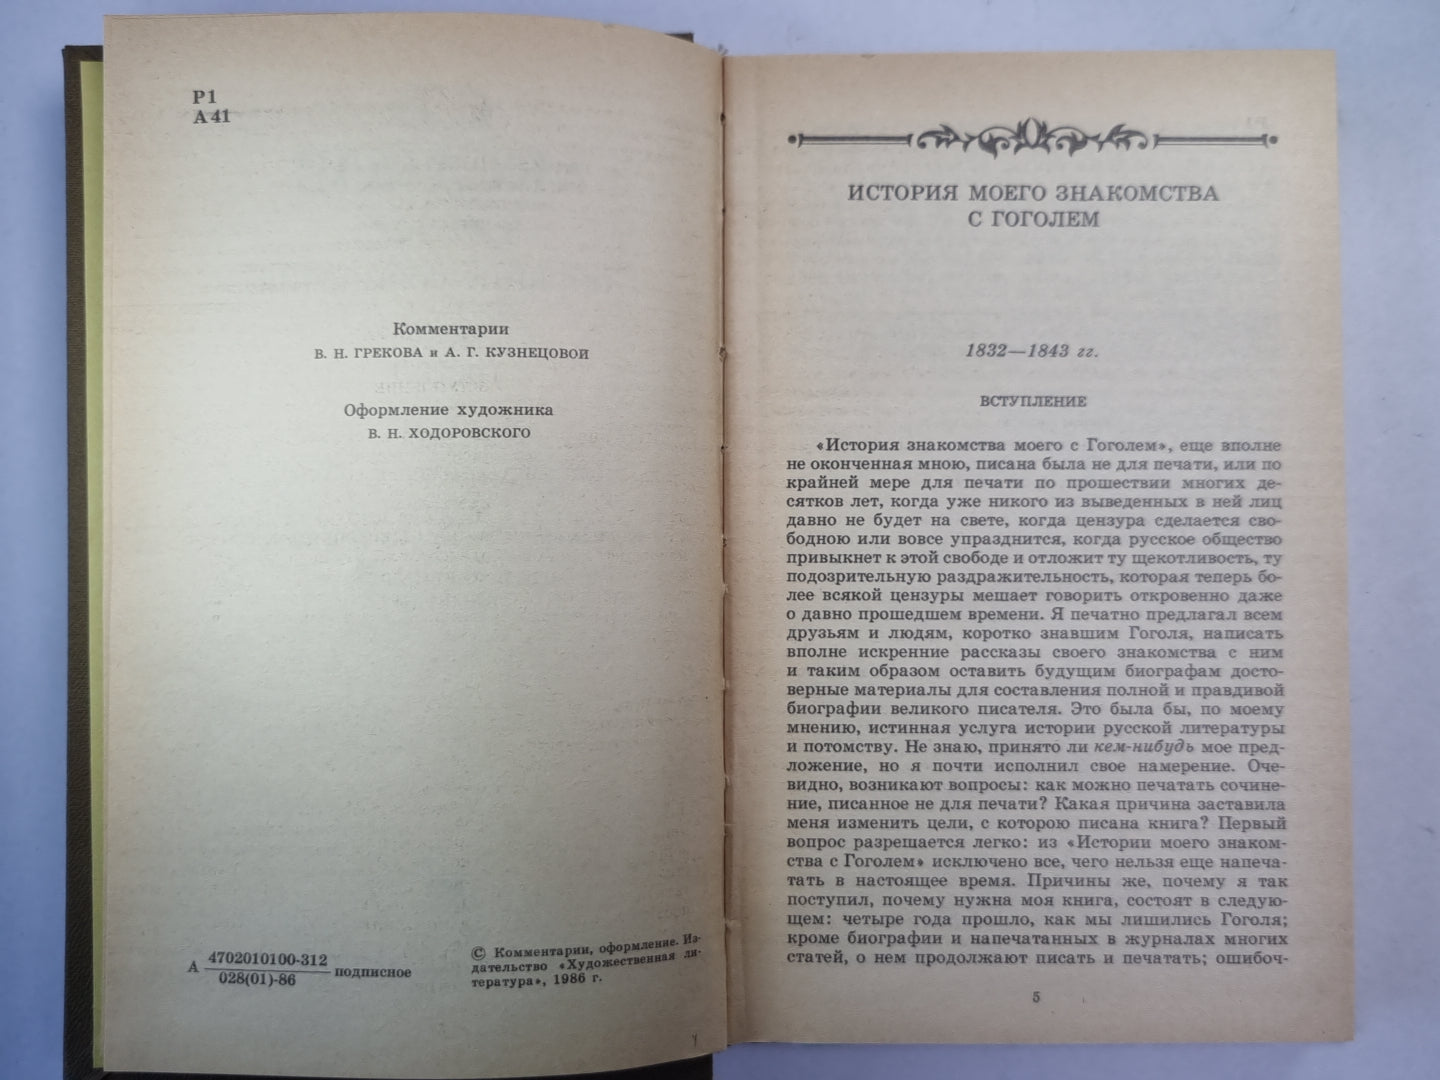 Р1
А41
Комментарии
В. Н. ГРЕКОВА и А. Г. КУЗНЕЦОВОЙ
Оформление художника
В. Н. ХОДОРОВСКОГО
А 4702010100-312
028(01)-86 подписное
© Комментарии, оформление. Из-
дательство «Художественная ли-
тература», 1986 г.
ИСТОРИЯ МОЕГО ЗНАКОМСТВА
С ГОГОЛЕМ
1832—1843 гг.
ВСТУПЛЕНИЕ
«История знакомства моего с Гоголем», еще вполне
не оконченная мною, писана была не для печати, или по
крайней мере для печати по прошествии многих де-
сятков лет, когда уже никого из выведенных в ней лиц
давно не будет на свете, когда цензура сделается сво-
бодною или вовсе упразднится, когда русское общество
привыкнет к этой свободе и отложит ту щекотливость, ту
подозрительную раздражительность, которая теперь бо-
лее всякой цензуры мешает говорить откровенно даже
о давно прошедшем времени. Я печатно предлагал всем
друзьям и людям, коротко знавшим Гоголя, написать
вполне искренние рассказы своего знакомства с ним
и таким образом оставить будущим биографам досто-
верные материалы для составления полной и правдивой
биографии великого писателя. Это была бы, по моему
мнению, истинная услуга истории русской литературы
и потомству. Не знаю, принято ли кем-нибудь мое пред-
ложение, но я почти исполнил свое намерение. Оче-
видно, возникают вопросы: как можно печатать сочине-
ние, писанное не для печати? Какая причина заставила
меня изменить цели, с которою писана книга? Первый
вопрос разрешается легко: из «Истории моего знаком-
ства с Гоголем» исключено все, чего нельзя еще напеча-
тать в настоящее время. Причины же, почему я так
поступил, почему нужна моя книга, состоят в следую-
щем: четыре года прошло, как мы лишились Гоголя;
кроме биографии и напечатанных в журналах многих
статей, о нем продолжают писать и печатать; ошибоч-
5